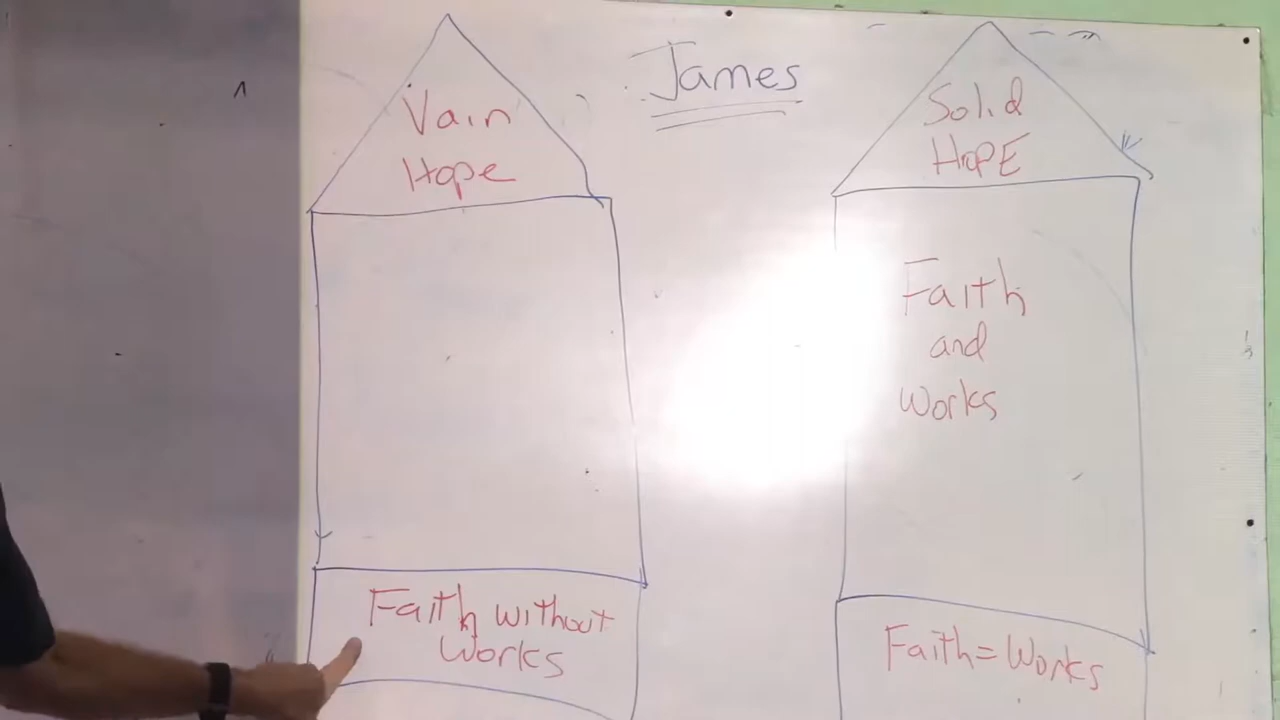 James
Vain
Hope
Faith without
Works
Solid
HOPE
Faith
and
Works
Faith = Works